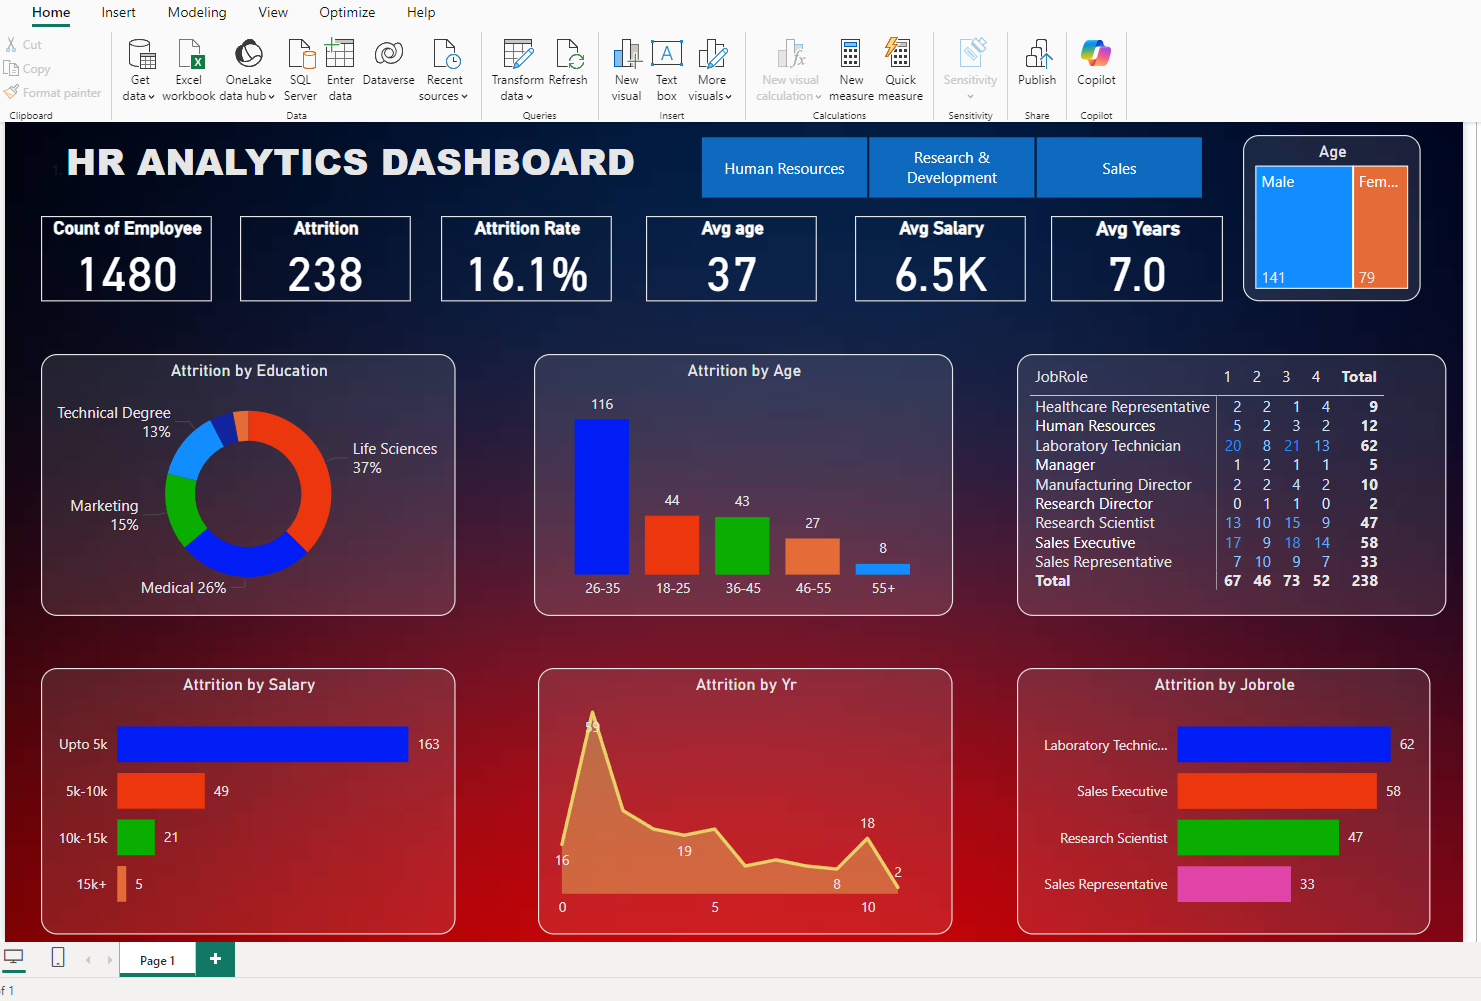 Home Insert Modeling View Optimize Help
Cut
Copy
Format painter
Clipboard
Get data
Excel workbook
OneLake data hub
SQL Server
Enter data
Dataverse
Recent sources
Data
Transform data
Refresh
Queries
New visual
Text box
More visuals
Insert
New visual calculation
New measure
Quick measure
Calculations
Sensitivity
Sensitivity
Publish
Share
Copilot
Copilot
1. HR ANALYTICS DASHBOARD
Human Resources
Research &
Development
Sales
Age
Male
Fem...
141
79
Count of Employee
1480
Attrition
238
Attrition Rate
16.1%
Avg age
37
Avg Salary
6.5K
Avg Years
7.0
Attrition by Education
Technical Degree
13%
Life Sciences
37%
Marketing
15%
Medical 26%
Attrition by Age
116
44
43
27
8
26-35 18-25 36-45 46-55 55+
JobRole 1 2 3 4 Total
Healthcare Representative 2 2 1 4 9
Human Resources 5 2 3 2 12
Laboratory Technician 20 8 21 13 62
Manager 1 2 1 1 5
Manufacturing Director 2 2 4 2 10
Research Director 0 1 1 0 2
Research Scientist 13 10 15 9 47
Sales Executive 17 9 18 14 58
Sales Representative 7 10 9 7 33
Total 67 46 73 52 238
Attrition by Salary
Upto 5k 163
5k-10k 49
10k-15k 21
15k+ 5
Attrition by Yr
59
16
19
8
18
2
0 5 10
Attrition by Jobrole
Laboratory Technic... 62
Sales Executive 58
Research Scientist 47
Sales Representative 33
Page 1
f 1